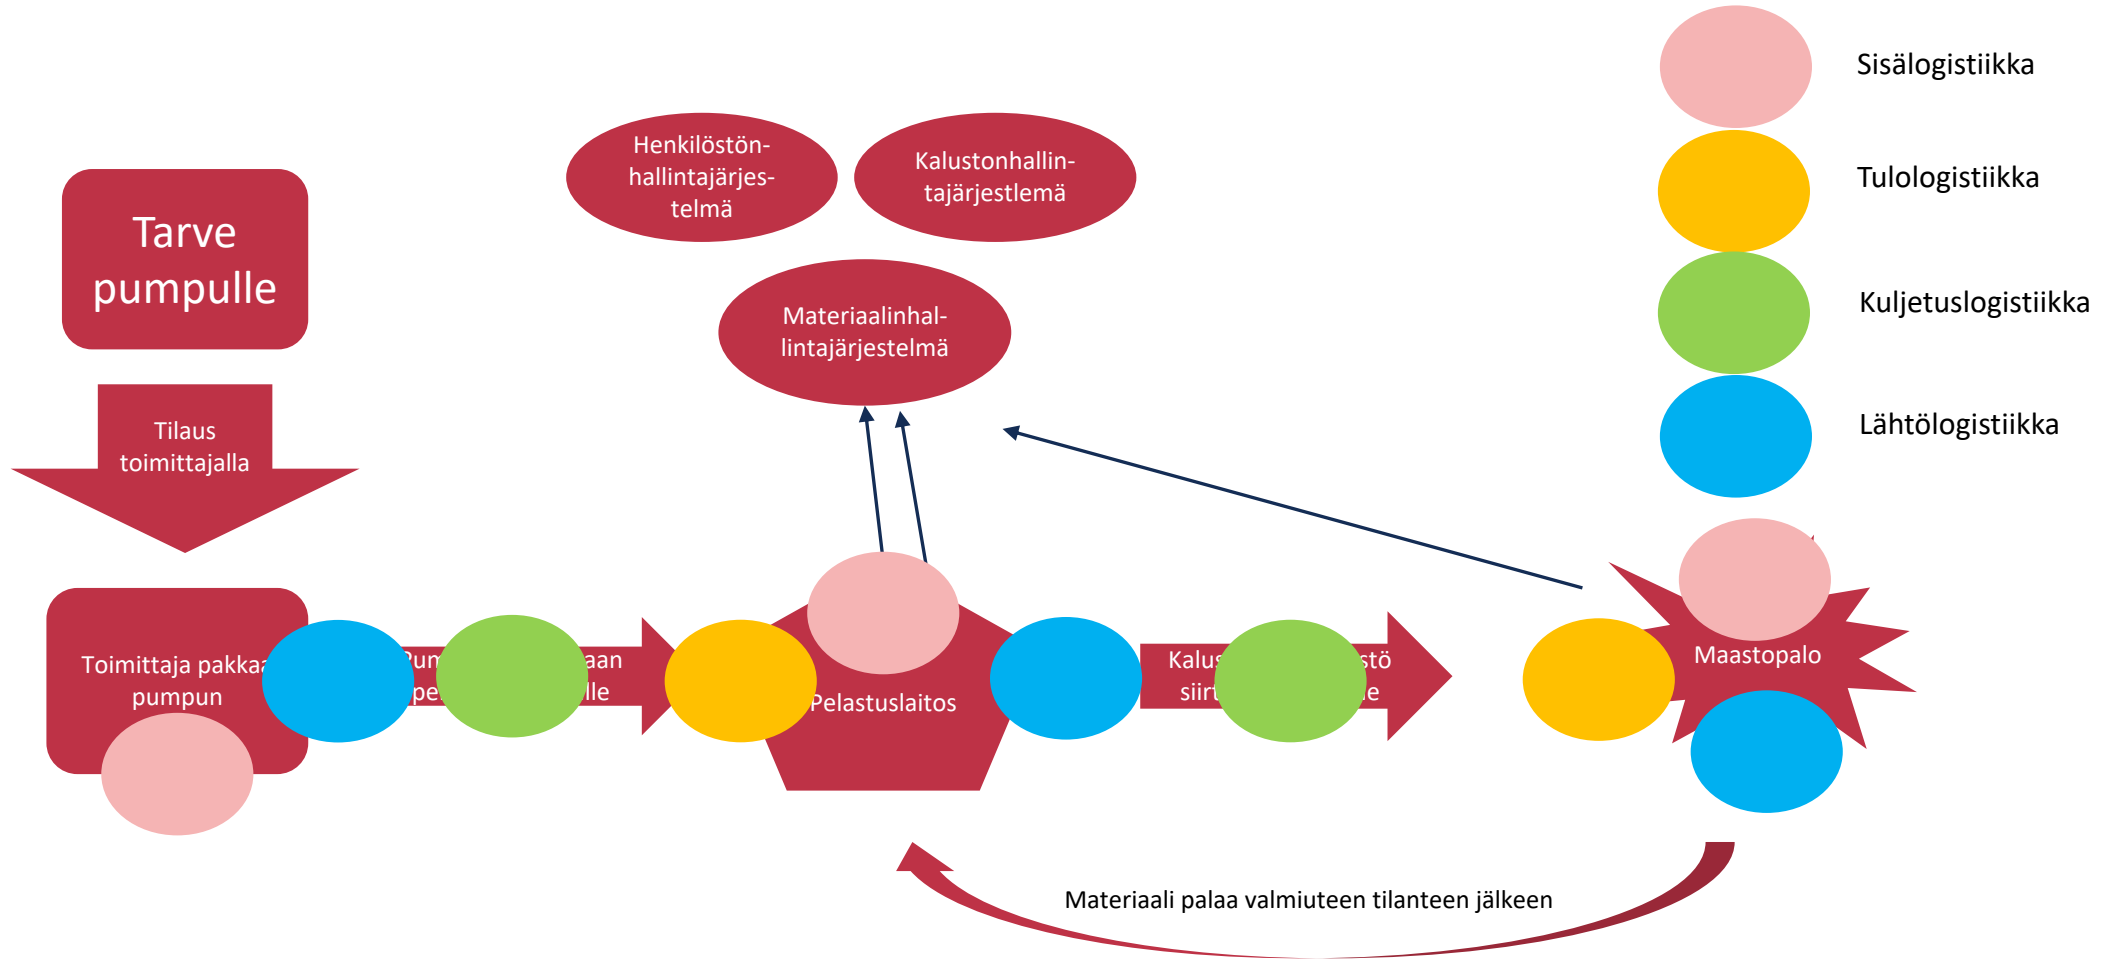 Sisälogistiikka
Tulologistiikka
Kuljetuslogistiikka
Lähtölogistiikka
Henkilöstön-
hallintajärjes-
telmä
Kalustonhallin-
tajärjestlemä
Materiaalinhal-
lintajärjestelmä
Tarve
pumpulle
Tilaus
toimittajalla
Toimittaja pakkaa
pumpun
Pelastuslaitos
Maastopalo
Materiaali palaa valmiuteen tilanteen jälkeen